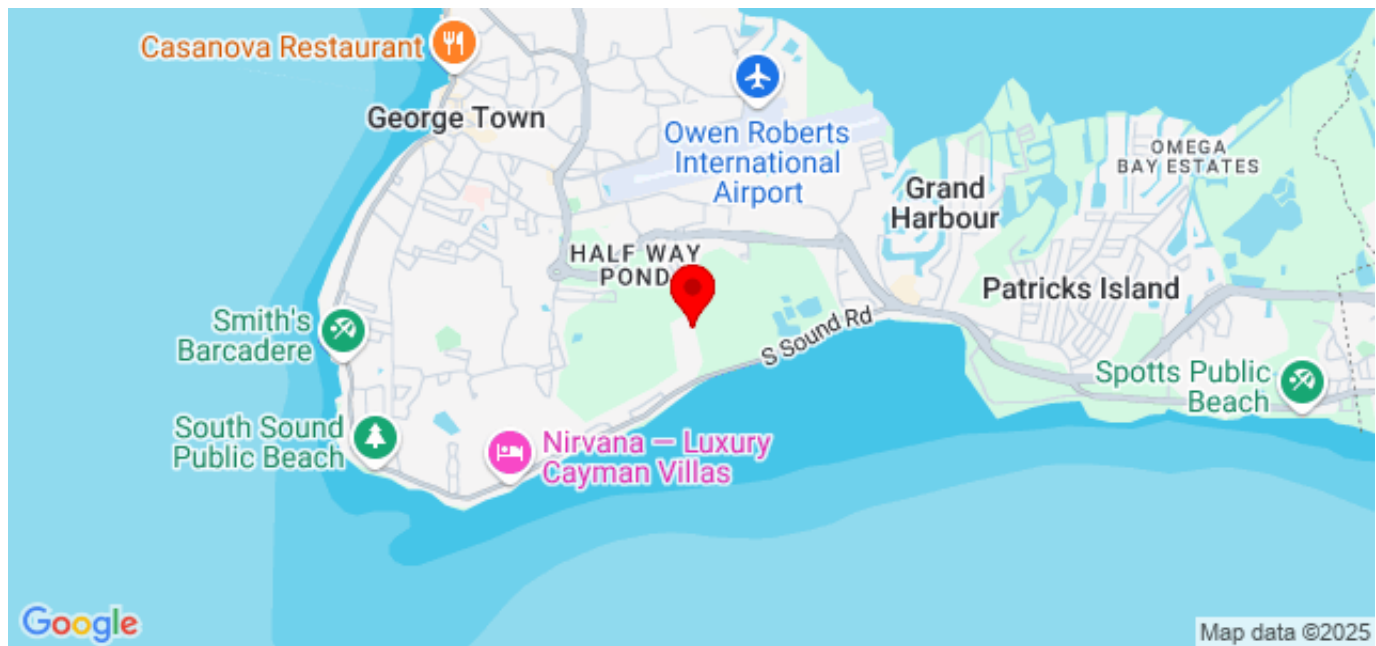 Casanova Restaurant
George Town
Owen Roberts
International
Airport
OMEGA
BAY ESTATES
Grand
Harbour
HALF WAY
POND
Patricks Island
Smith's
Barcadere
S Sound Rd
Spotts Public
Beach
South Sound
Public Beach
Nirvana — Luxury
Cayman Villas
Google
Map data ©2025